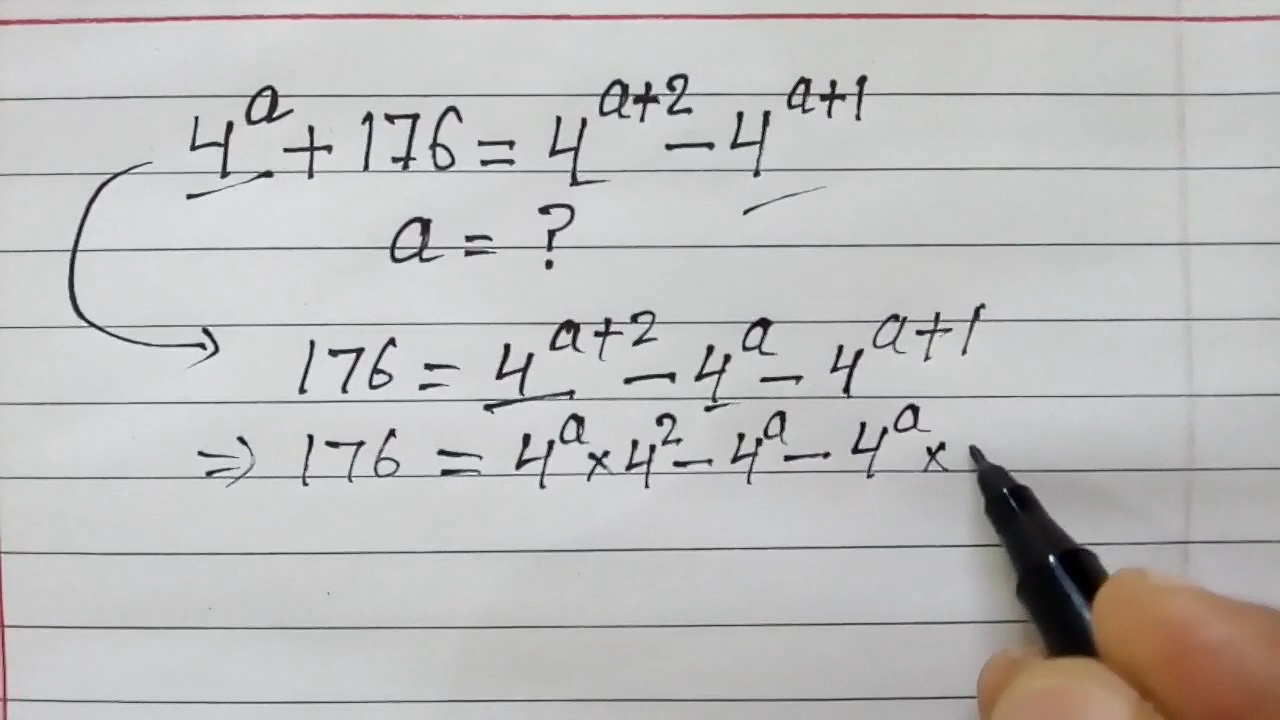 4^a + 176 = 4^{a+2} - 4^{a+1}
a = ?
176 = 4^{a+2} - 4^a - 4^{a+1}
⇒ 176 = 4^a × 4^2 - 4^a - 4^a ×